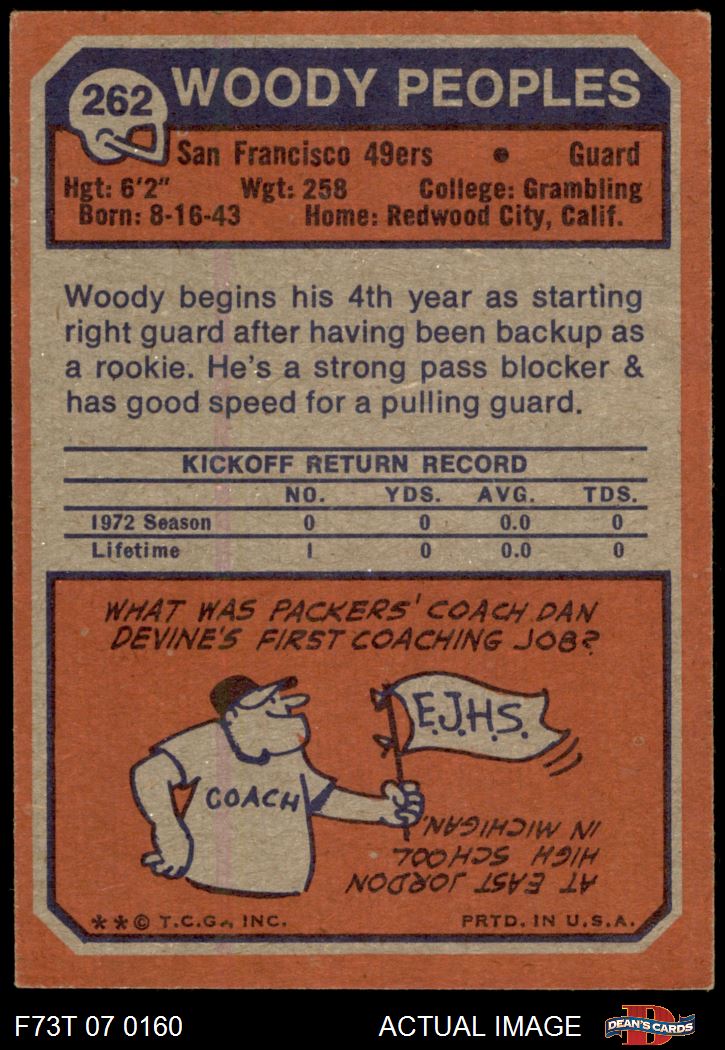 262
WOODY PEOPLES
San Francisco 49ers • Guard
Hgt: 6'2" Wgt: 258 College: Grambling
Born: 8-16-43 Home: Redwood City, Calif.
Woody begins his 4th year as starting
right guard after having been backup as
a rookie. He's a strong pass blocker &
has good speed for a pulling guard.
KICKOFF RETURN RECORD
NO. YDS. AVG. TDS.
1972 Season 0 0 0.0 0
Lifetime 1 0 0.0 0
WHAT WAS PACKERS' COACH DAN
DEVINE'S FIRST COACHING JOB?
E.J.H.S.
COACH
AT EAST JORDON
HIGH SCHOOL
IN MICHIGAN.
**© T.C.G., INC. PRTD. IN U.S.A.
F73T 07 0160 ACTUAL IMAGE
D
DEAN'S CARDS